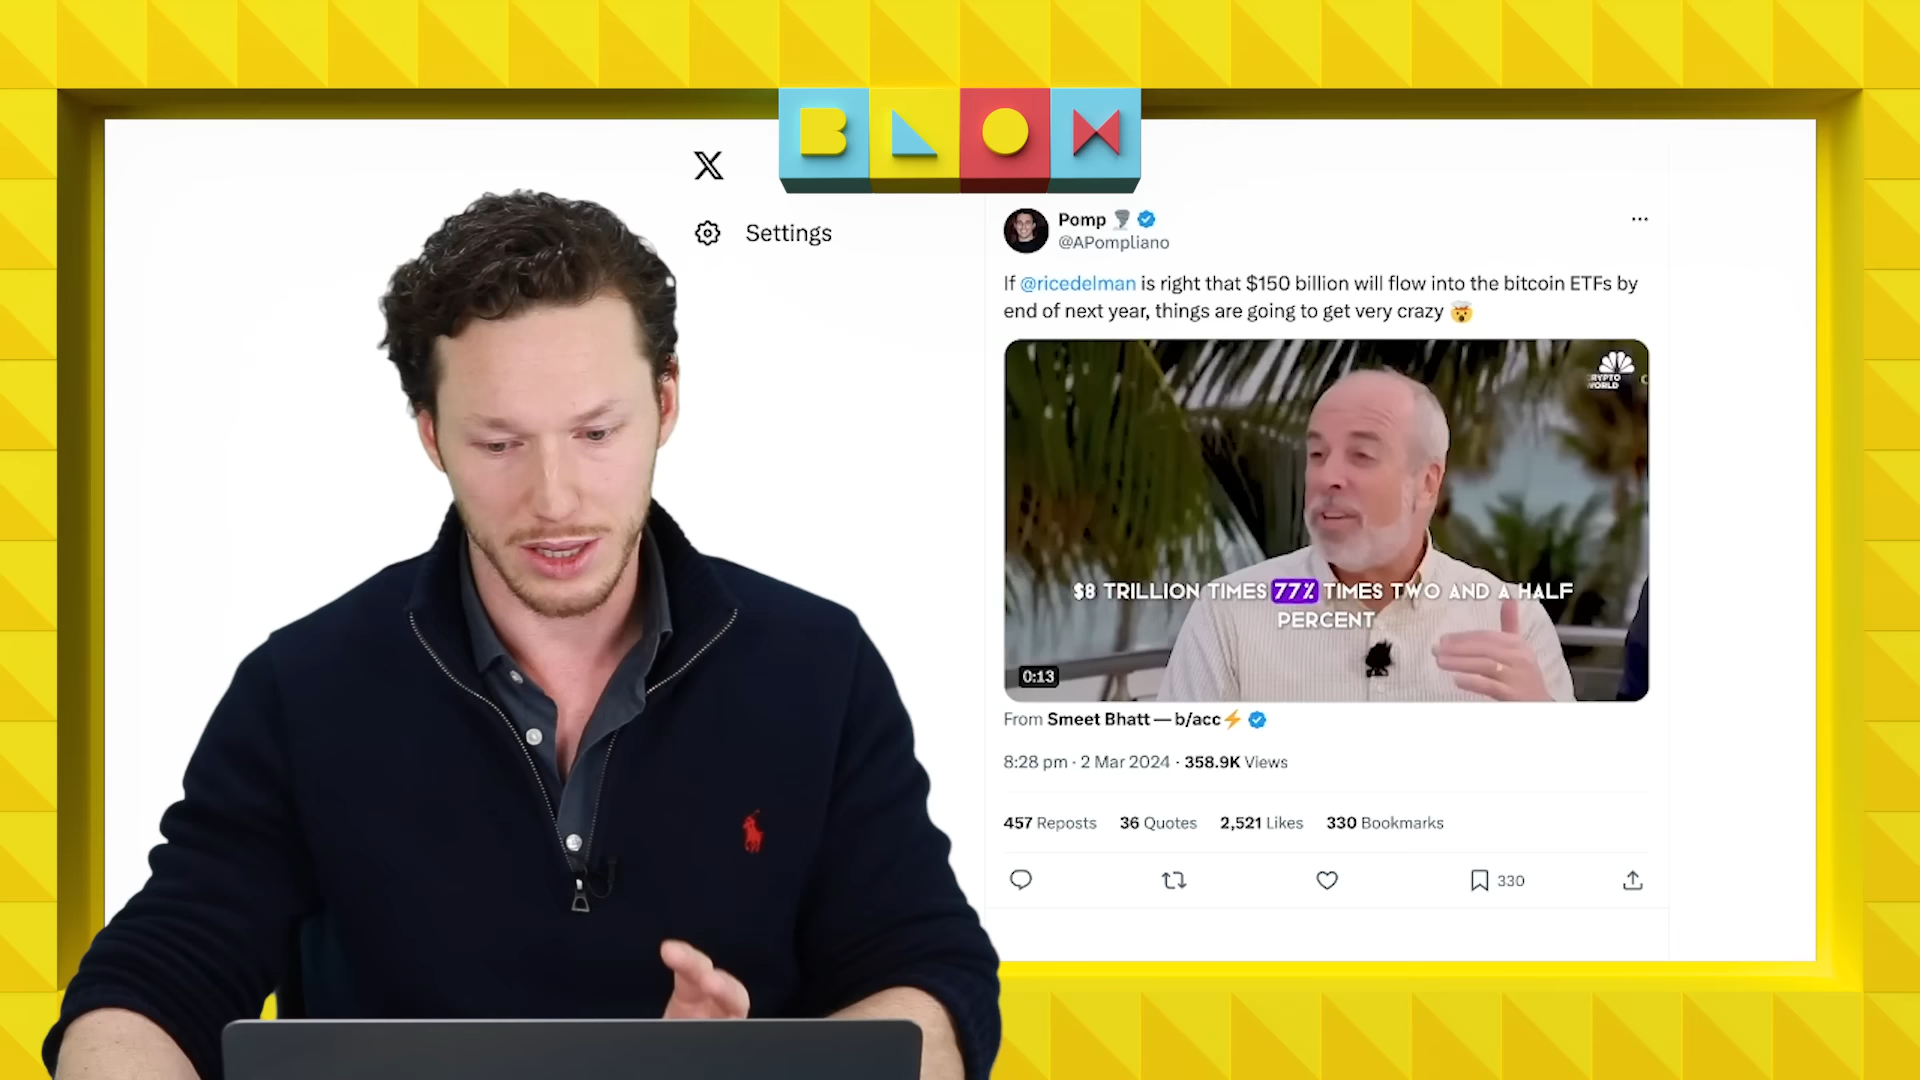 BLOX
X
Settings
Pomp
@APompliano
If @ricedelman is right that $150 billion will flow into the bitcoin ETFs by
end of next year, things are going to get very crazy 🤯
CRYPTO
WORLD
$8 TRILLION TIMES 77% TIMES TWO AND A HALF
PERCENT
0:13
From Smeet Bhatt — b/acc⚡
8:28 pm · 2 Mar 2024 · 358.9K Views
457 Reposts 36 Quotes 2,521 Likes 330 Bookmarks
330